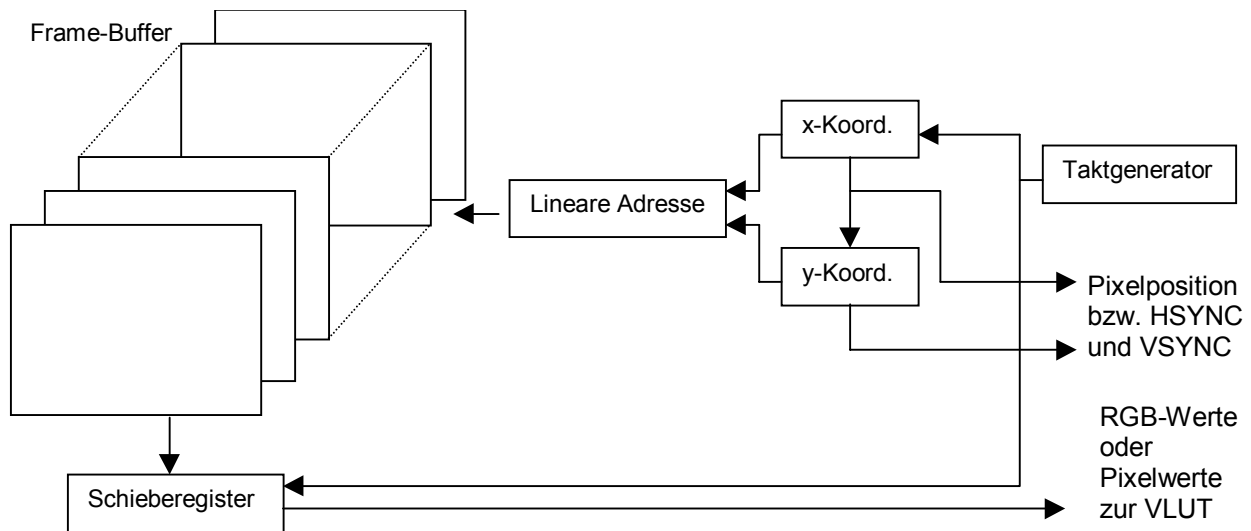 Frame-Buffer
x-Koord.
Taktgenerator
Lineare Adresse
y-Koord.
Pixelposition
bzw. HSYNC
und VSYNC
RGB-Werte
oder
Pixelwerte
zur VLUT
Schieberegister